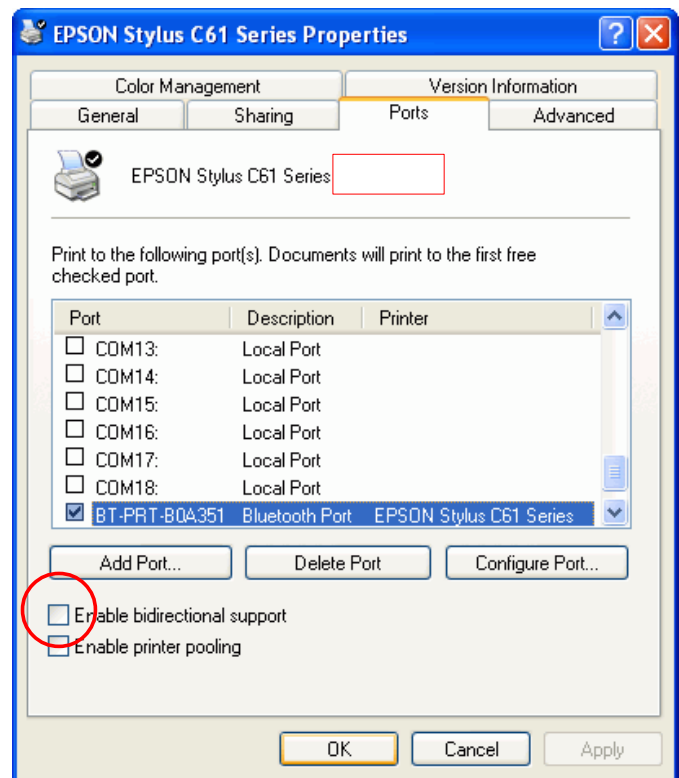 EPSON Stylus C61 Series Properties
Color Management Version Information
General Sharing Ports Advanced
EPSON Stylus C61 Series
Print to the following port(s). Documents will print to the first free
checked port.
Port Description Printer
COM13: Local Port
COM14: Local Port
COM15: Local Port
COM16: Local Port
COM17: Local Port
COM18: Local Port
BT-PRT-B0A351 Bluetooth Port EPSON Stylus C61 Series
Add Port... Delete Port Configure Port...
Enable bidirectional support
Enable printer pooling
OK Cancel Apply